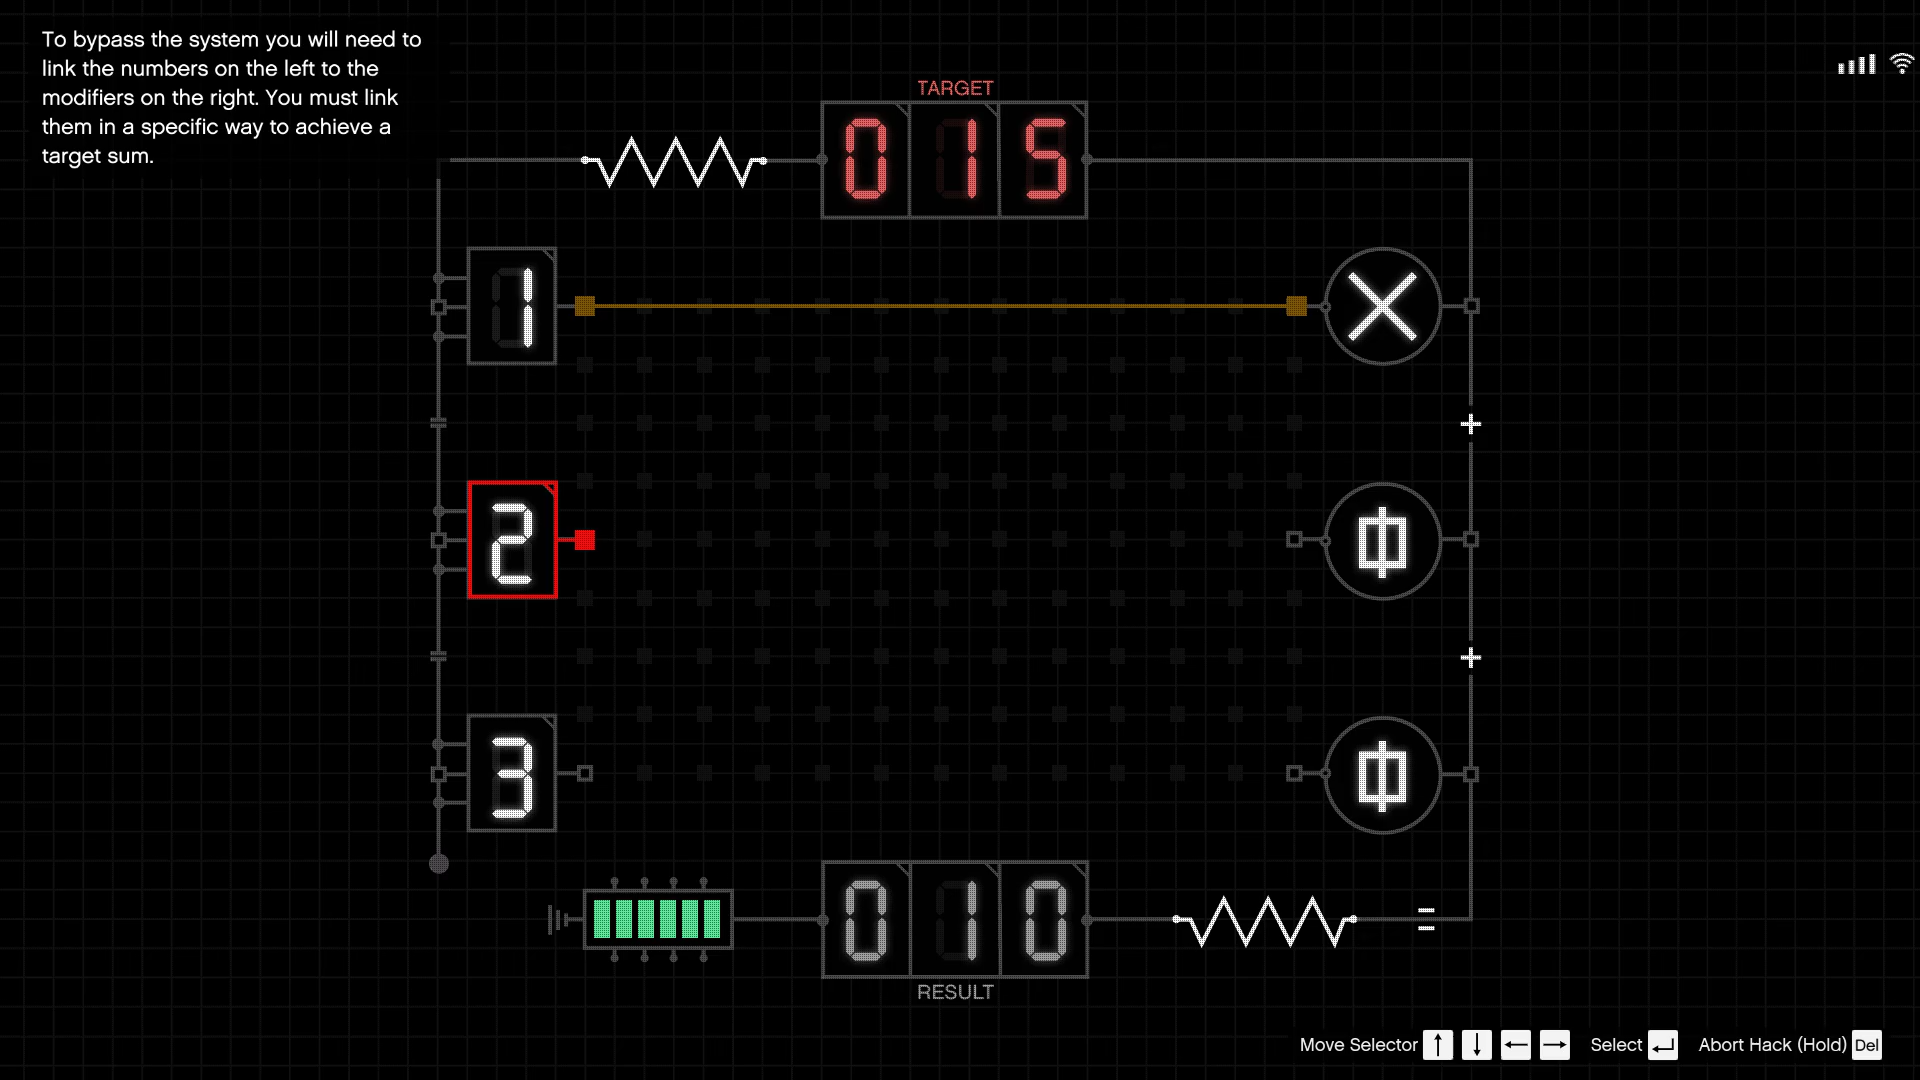 To bypass the system you will need to
link the numbers on the left to the
modifiers on the right. You must link
them in a specific way to achieve a
target sum.
TARGET
015
1
+
2
+
3
010
=
RESULT
Move Selector ↑ ↓ ← → Select Abort Hack (Hold) Del